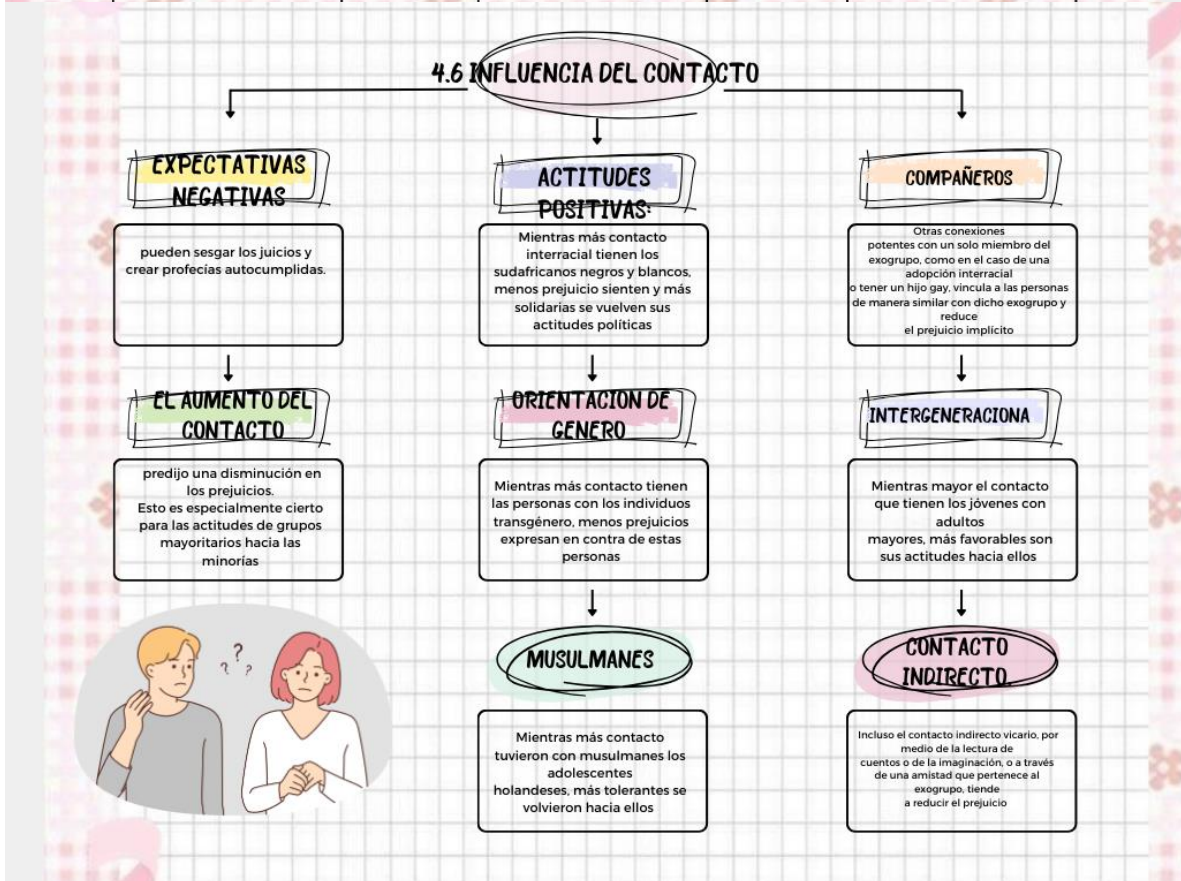 4.6 INFLUENCIA DEL CONTACTO
EXPECTATIVAS
NEGATIVAS
pueden sesgar los juicios y
crear profecías autocumplidas.
EL AUMENTO DEL
CONTACTO
predijo una disminución en
los prejuicios.
Esto es especialmente cierto
para las actitudes de grupos
mayoritarios hacia las
minorías
ACTITUDES
POSITIVAS:
Mientras más contacto
interracial tienen los
sudafricanos negros y blancos,
menos prejuicio sienten y más
solidarias se vuelven sus
actitudes políticas
ORIENTACION DE
GENERO
Mientras más contacto tienen
las personas con los individuos
transgénero, menos prejuicios
expresan en contra de estas
personas
MUSULMANES
Mientras más contacto
tuvieron con musulmanes los
adolescentes
holandeses, más tolerantes se
volvieron hacia ellos
COMPAÑEROS
Otras conexiones
potentes con un solo miembro del
exogrupo, como en el caso de una
adopción interracial
o tener un hijo gay, vincula a las personas
de manera similar con dicho exogrupo y
reduce
el prejuicio implícito
INTERGENERACIONA
Mientras mayor el contacto
que tienen los jóvenes con
adultos
mayores, más favorables son
sus actitudes hacia ellos
CONTACTO
INDIRECTO.
Incluso el contacto indirecto vicario, por
medio de la lectura de
cuentos o de la imaginación, o a través
de una amistad que pertenece al
exogrupo, tiende
a reducir el prejuicio
? ? ?